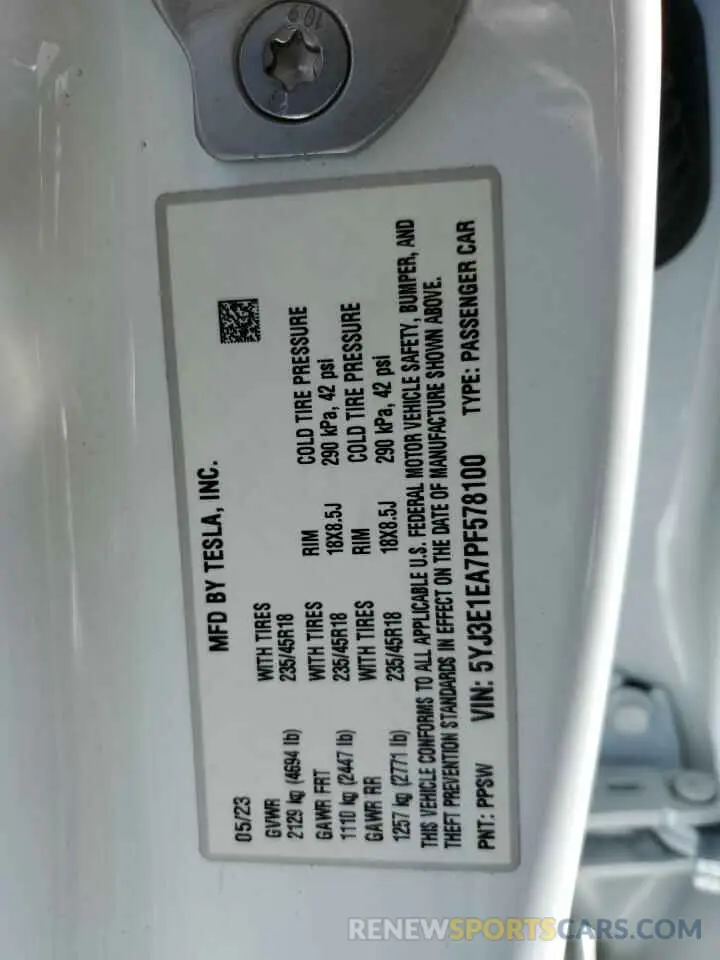 MFD BY TESLA, INC.
05/23
GVWR WITH TIRES
2129 kg (4694 lb) 235/45R18
GAWR FRT WITH TIRES RIM COLD TIRE PRESSURE
1110 kg (2447 lb) 235/45R18 18X8.5J 290 kPa, 42 psi
GAWR RR WITH TIRES RIM COLD TIRE PRESSURE
1257 kg (2771 lb) 235/45R18 18X8.5J 290 kPa, 42 psi
THIS VEHICLE CONFORMS TO ALL APPLICABLE U.S. FEDERAL MOTOR VEHICLE SAFETY, BUMPER, AND
THEFT PREVENTION STANDARDS IN EFFECT ON THE DATE OF MANUFACTURE SHOWN ABOVE.
PNT: PPSW VIN: 5YJ3E1EA7PF578100 TYPE: PASSENGER CAR
RENEWSPORTSCARS.COM